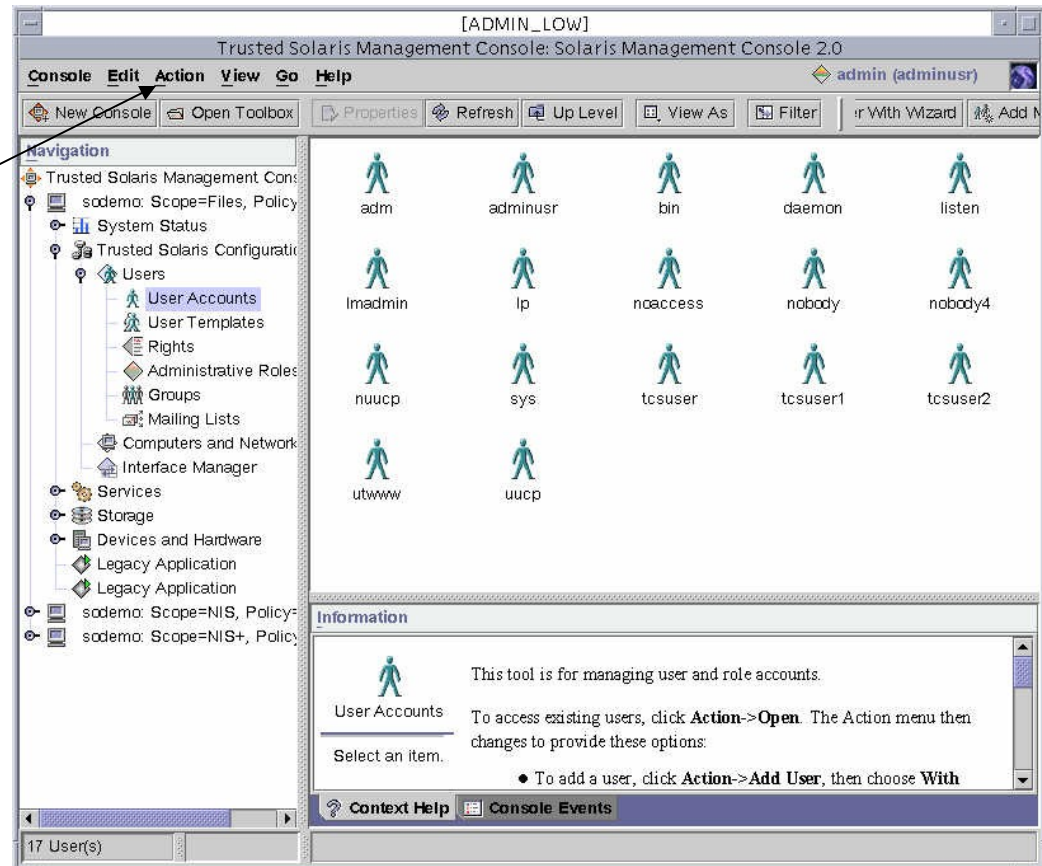 [ADMIN_LOW]
Trusted Solaris Management Console: Solaris Management Console 2.0
Console Edit Action View Go Help admin (adminusr)
New Console Open Toolbox Properties Refresh Up Level View As Filter r With Wizard Add M
Navigation
Trusted Solaris Management Cons
sodemo: Scope=Files, Policy
System Status
Trusted Solaris Configuratio
Users
User Accounts
User Templates
Rights
Administrative Roles
Groups
Mailing Lists
Computers and Network
Interface Manager
Services
Storage
Devices and Hardware
Legacy Application
Legacy Application
sodemo: Scope=NIS, Policy=
sodemo: Scope=NIS+, Policy
17 User(s)
adm adminusr bin daemon listen
lmadmin lp noaccess nobody nobody4
nuucp sys tcsuser tcsuser1 tcsuser2
utwww uucp
Information
User Accounts
Select an item.
This tool is for managing user and role accounts.
To access existing users, click Action->Open. The Action menu then
changes to provide these options:
● To add a user, click Action->Add User, then choose With
Context Help Console Events